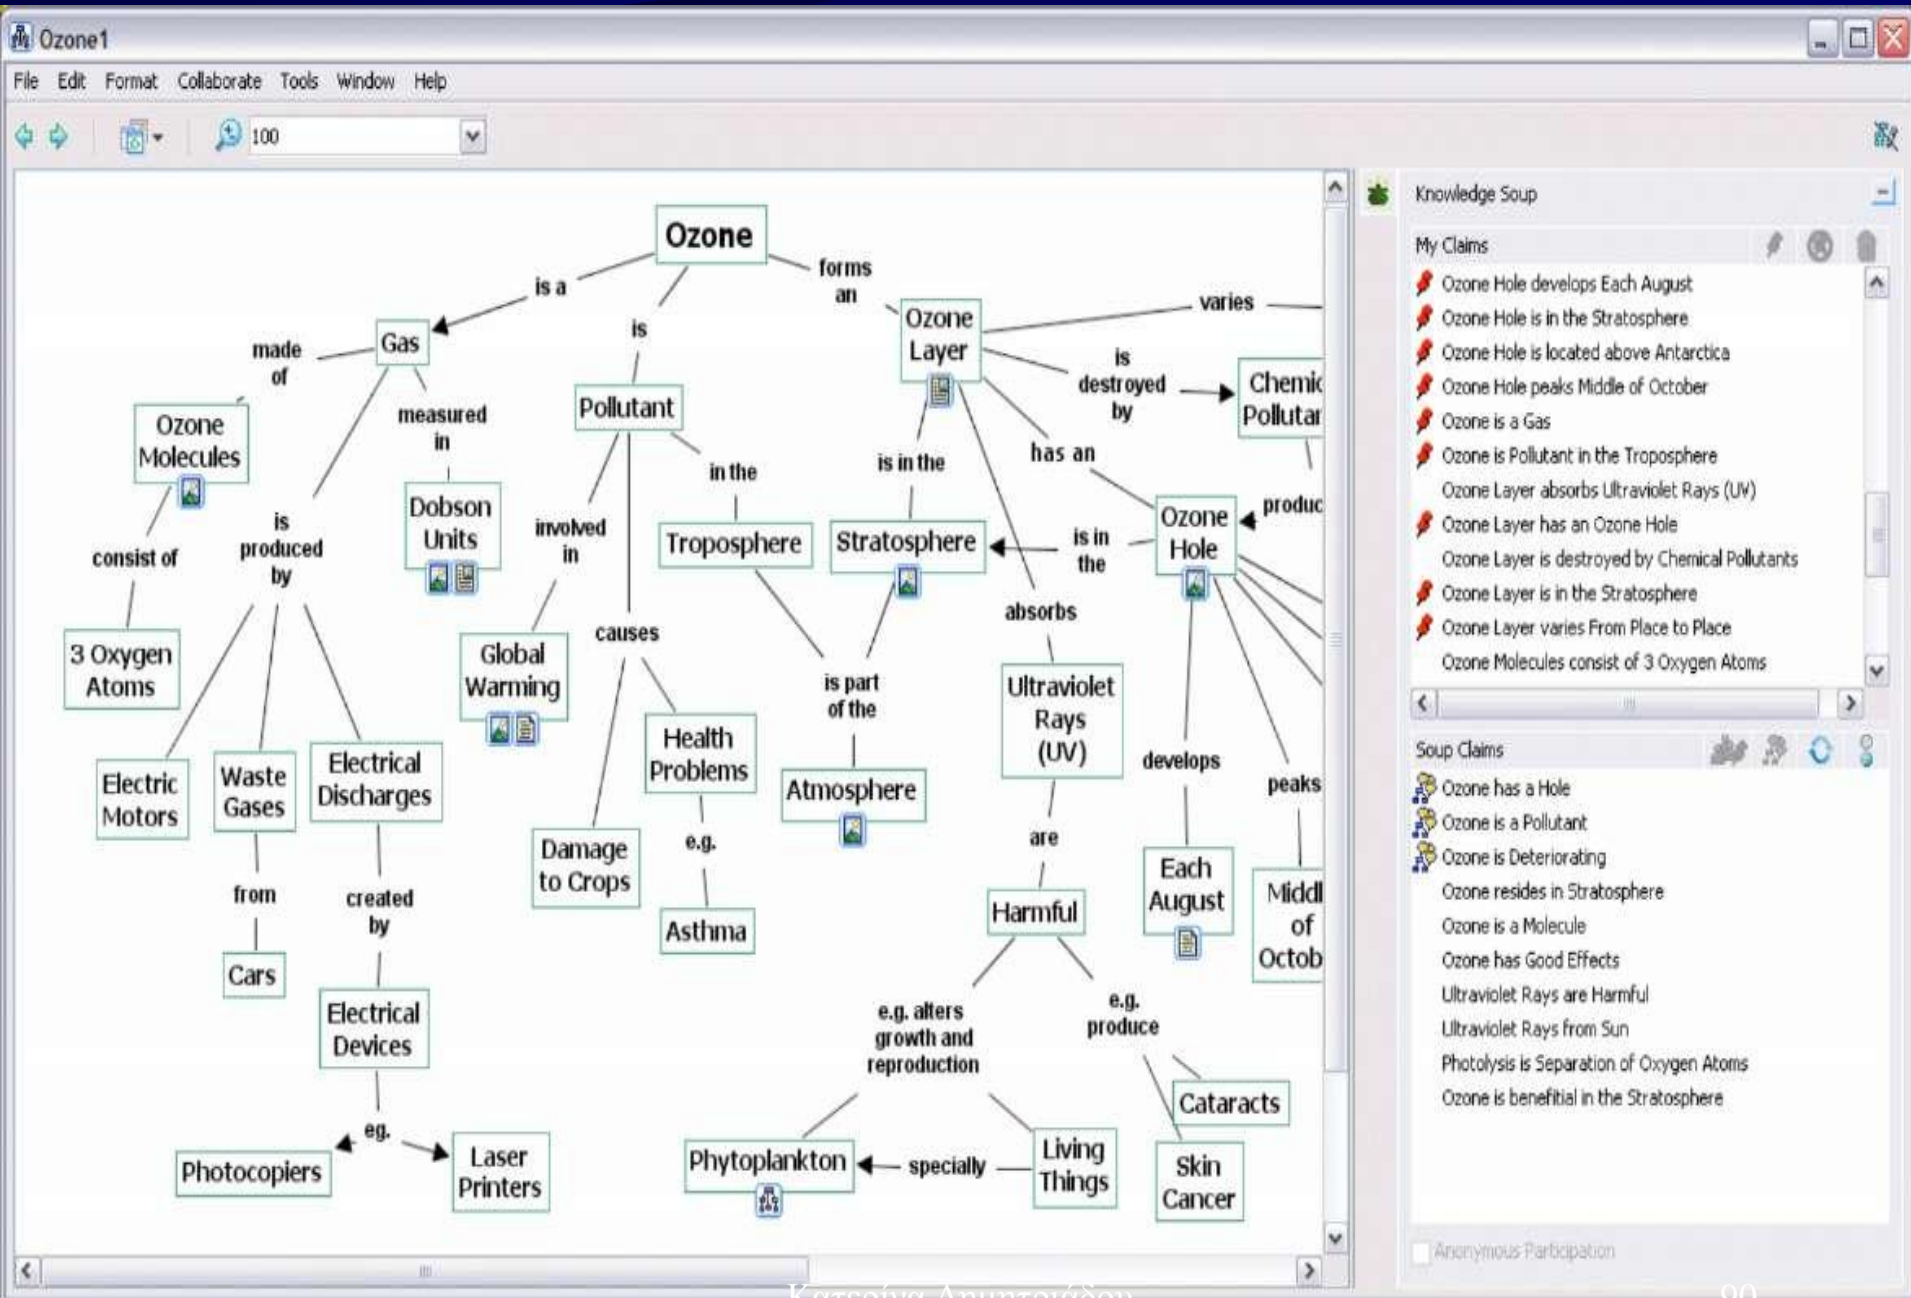 Ozone1
File Edit Format Collaborate Tools Window Help
100
Ozone
is a
forms
an
is
Gas
made
of
Ozone
Molecules
consist of
3 Oxygen
Atoms
is
produced
by
measured
in
Dobson
Units
Electric
Motors
Waste
Gases
from
Cars
Electrical
Discharges
created
by
Electrical
Devices
eg.
Photocopiers
Laser
Printers
Pollutant
involved
in
Global
Warming
causes
Damage
to Crops
Health
Problems
e.g.
Asthma
in the
Troposphere
is part
of the
Atmosphere
Ozone
Layer
is in the
Stratosphere
varies
is
destroyed
by
Chemic
Pollutar
produc
has an
Ozone
Hole
is in
the
absorbs
Ultraviolet
Rays
(UV)
are
Harmful
e.g. alters
growth and
reproduction
Phytoplankton
specially
Living
Things
e.g.
produce
Cataracts
Skin
Cancer
develops
Each
August
peaks
Middl
of
Octob
Knowledge Soup
My Claims
Ozone Hole develops Each August
Ozone Hole is in the Stratosphere
Ozone Hole is located above Antarctica
Ozone Hole peaks Middle of October
Ozone is a Gas
Ozone is Pollutant in the Troposphere
Ozone Layer absorbs Ultraviolet Rays (UV)
Ozone Layer has an Ozone Hole
Ozone Layer is destroyed by Chemical Pollutants
Ozone Layer is in the Stratosphere
Ozone Layer varies From Place to Place
Ozone Molecules consist of 3 Oxygen Atoms
Soup Claims
Ozone has a Hole
Ozone is a Pollutant
Ozone is Deteriorating
Ozone resides in Stratosphere
Ozone is a Molecule
Ozone has Good Effects
Ultraviolet Rays are Harmful
Ultraviolet Rays from Sun
Photolysis is Separation of Oxygen Atoms
Ozone is benefitial in the Stratosphere
Anonymous Participation
Κατερίνα Δημητριάδου